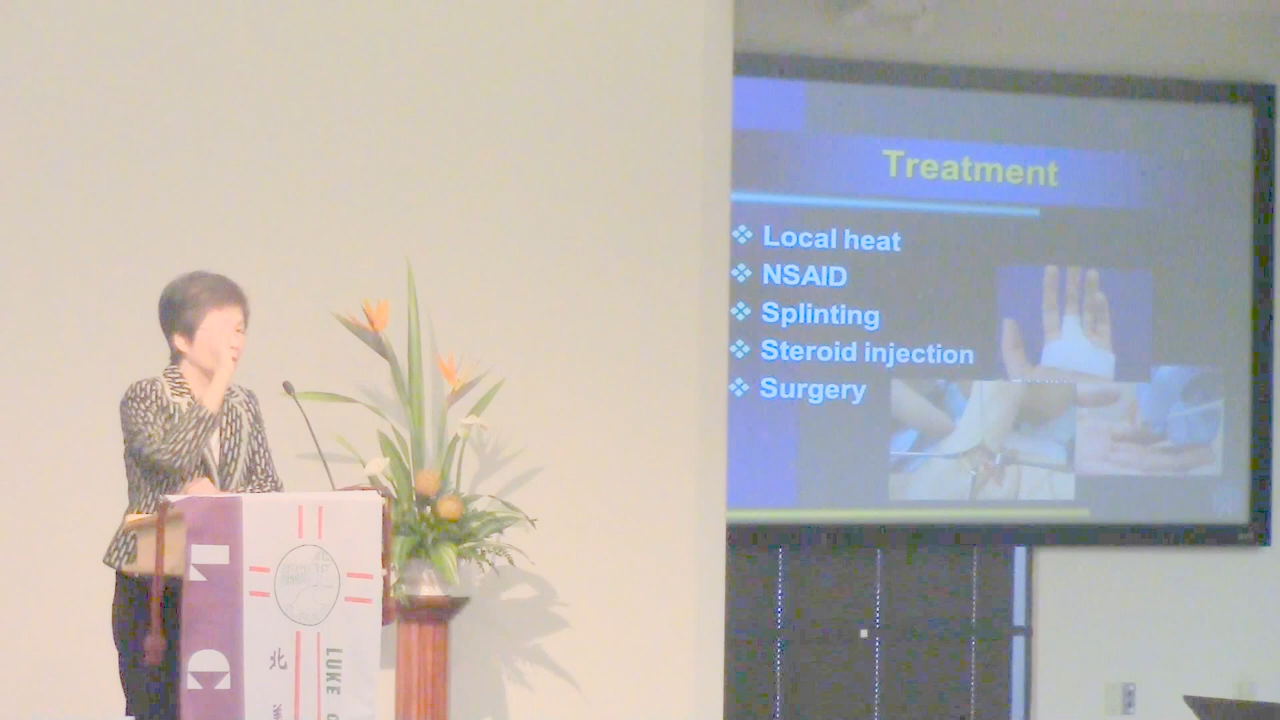 Treatment
Local heat
NSAID
Splinting
Steroid injection
Surgery
北
LUKE